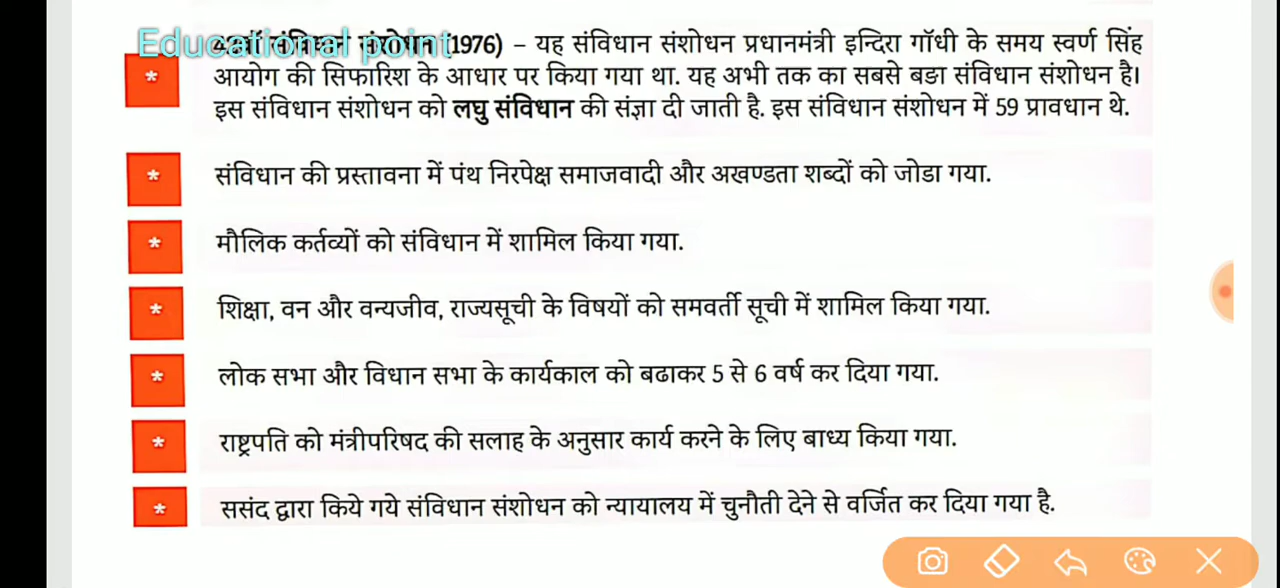 Educational point
(1976) – यह संविधान संशोधन प्रधानमंत्री इन्दिरा गॉधी के समय स्वर्ण सिंह
* आयोग की सिफारिश के आधार पर किया गया था. यह अभी तक का सबसे बडा संविधान संशोधन है।
इस संविधान संशोधन को लघु संविधान की संज्ञा दी जाती है. इस संविधान संशोधन में 59 प्रावधान थे.
* संविधान की प्रस्तावना में पंथ निरपेक्ष समाजवादी और अखण्डता शब्दों को जोडा गया.
* मौलिक कर्तव्यों को संविधान में शामिल किया गया.
* शिक्षा, वन और वन्यजीव, राज्यसूची के विषयों को समवर्ती सूची में शामिल किया गया.
* लोक सभा और विधान सभा के कार्यकाल को बढाकर 5 से 6 वर्ष कर दिया गया.
* राष्ट्रपति को मंत्रीपरिषद की सलाह के अनुसार कार्य करने के लिए बाध्य किया गया.
* ससंद द्वारा किये गये संविधान संशोधन को न्यायालय में चुनौती देने से वर्जित कर दिया गया है.